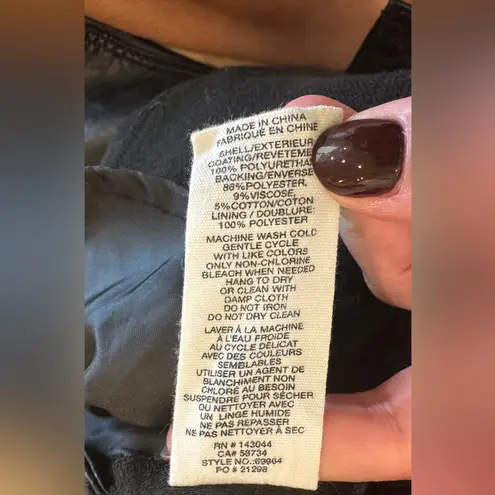 MADE IN CHINA
FABRIQUÉ EN CHINE
SHELL/EXTERIEUR
COATING/REVETEME
100% POLYURETHA
BACKING/ENVERSE
86% POLYESTER,
9% VISCOSE,
5% COTTON/COTON
LINING / DOUBLURE:
100% POLYESTER
MACHINE WASH COLD
GENTLE CYCLE
WITH LIKE COLORS
ONLY NON-CHLORINE
BLEACH WHEN NEEDED
HANG TO DRY
OR CLEAN WITH
DAMP CLOTH
DO NOT IRON
DO NOT DRY CLEAN
LAVER À LA MACHINE
À L'EAU FROIDE
AU CYCLE DÉLICAT
AVEC DES COULEURS
SEMBLABLES
UTILISER UN AGENT DE
BLANCHIMENT NON
CHLORÉ AU BESOIN
SUSPENDRE POUR SÉCHER
OU NETTOYER AVEC
UN LINGE HUMIDE
NE PAS REPASSER
NE PAS NETTOYER À SEC
RN # 143044
CA# 58734
STYLE NO.:69964
PO # 21298